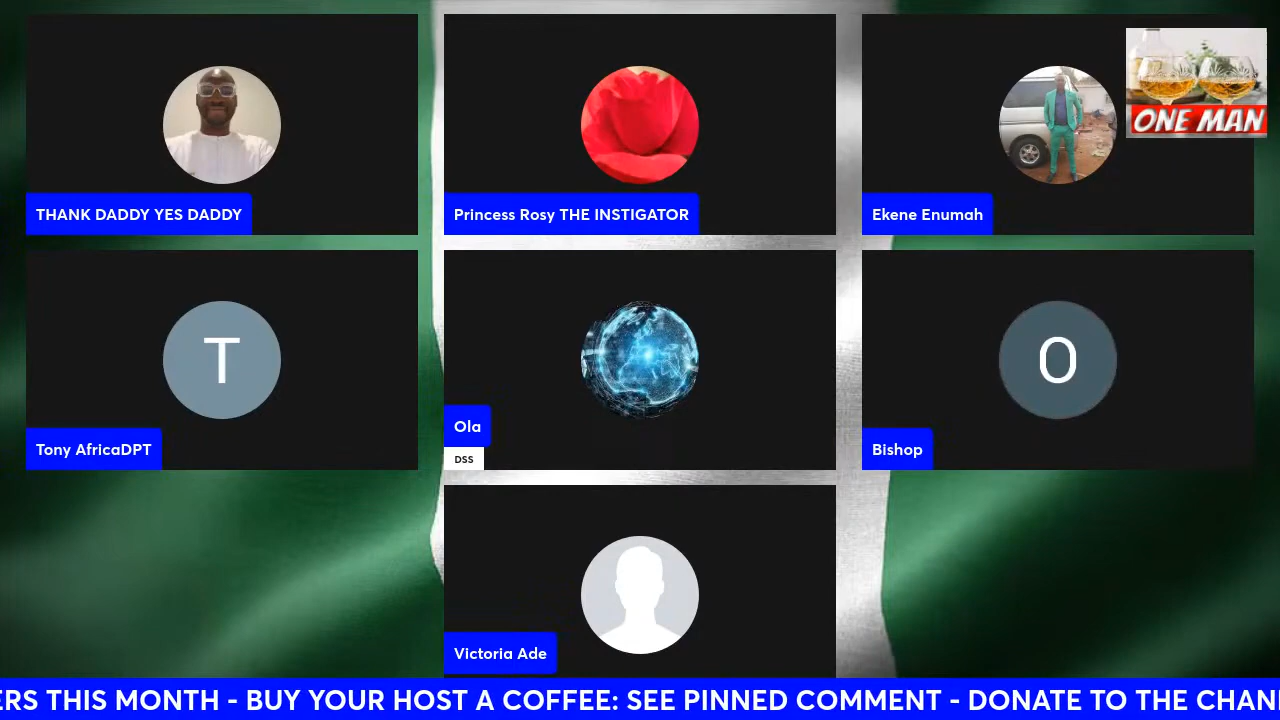 ONE MAN
THANK DADDY YES DADDY
Princess Rosy THE INSTIGATOR
Ekene Enumah
T
O
Tony AfricaDPT
Ola
DSS
Bishop
Victoria Ade
ERS THIS MONTH - BUY YOUR HOST A COFFEE: SEE PINNED COMMENT - DONATE TO THE CHAN